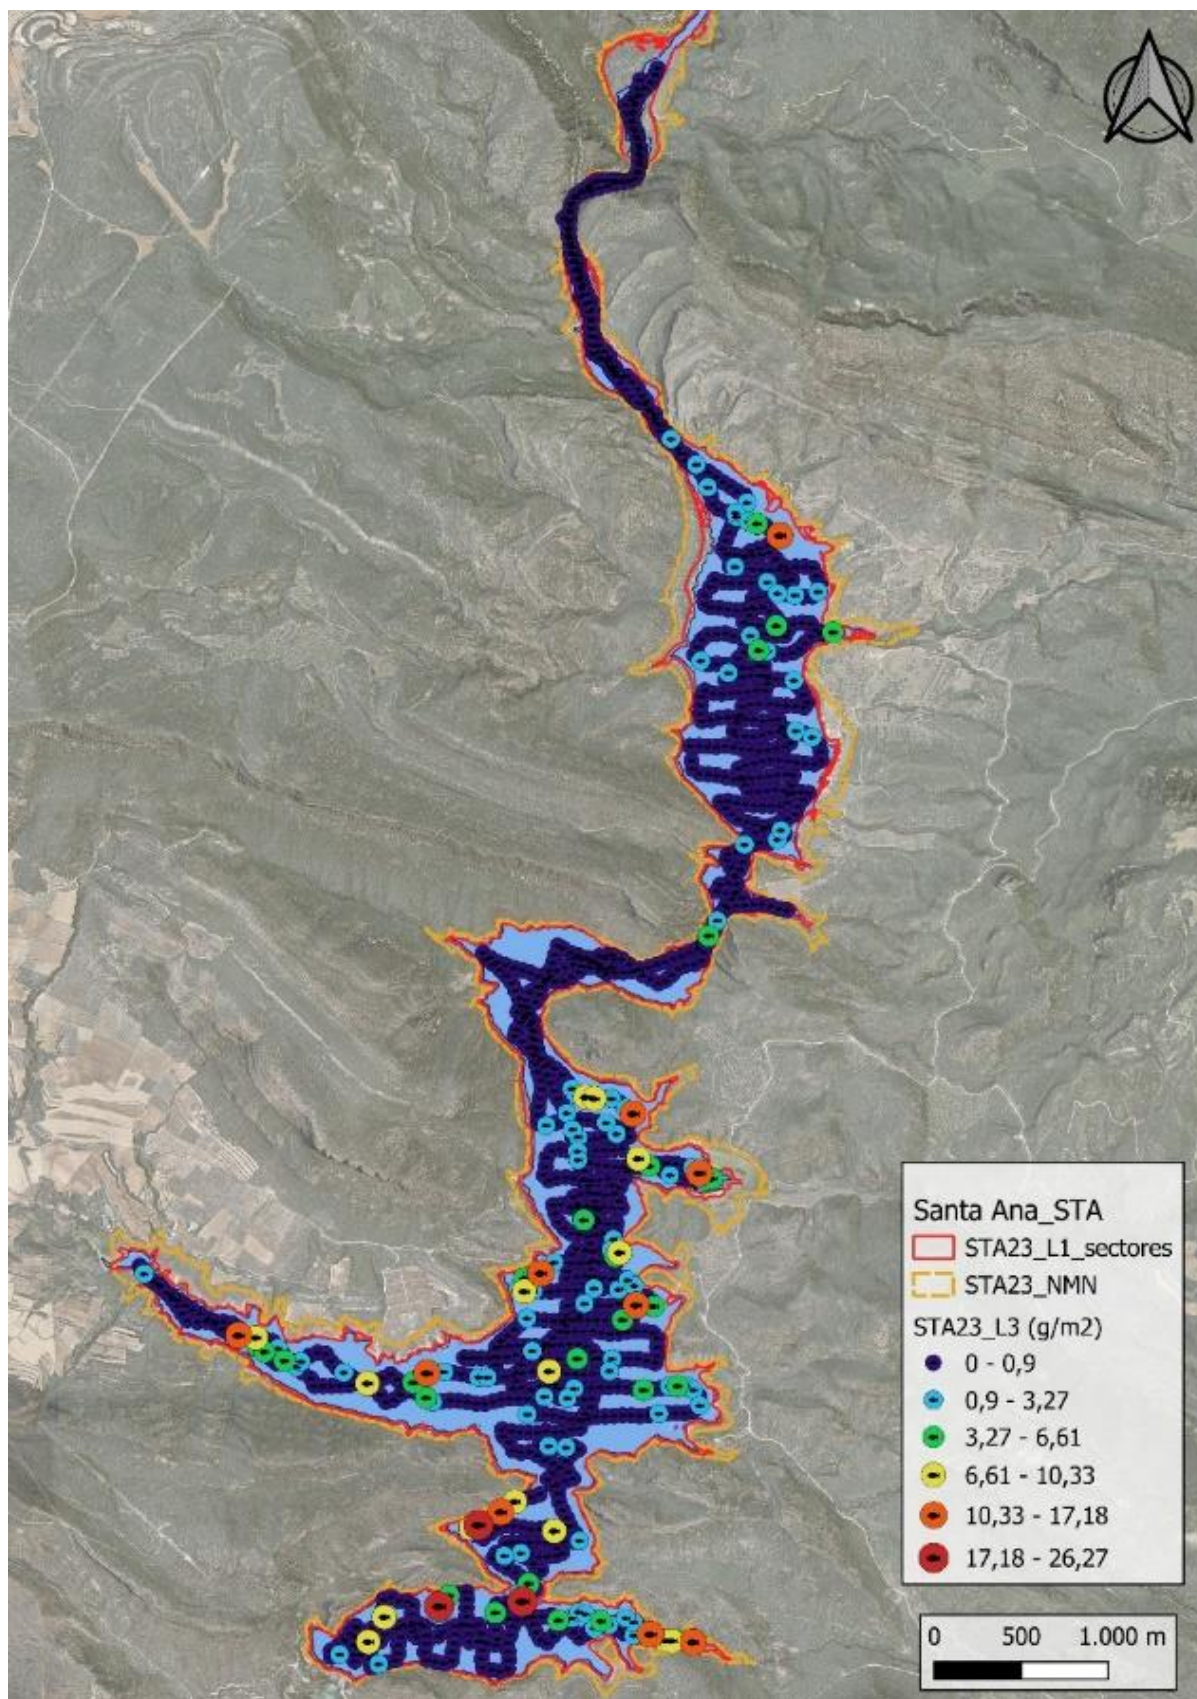 Santa Ana_STA
STA23_L1_sectores
STA23_NMN
STA23_L3 (g/m2)
0 - 0,9
0,9 - 3,27
3,27 - 6,61
6,61 - 10,33
10,33 - 17,18
17,18 - 26,27
0 500 1.000 m